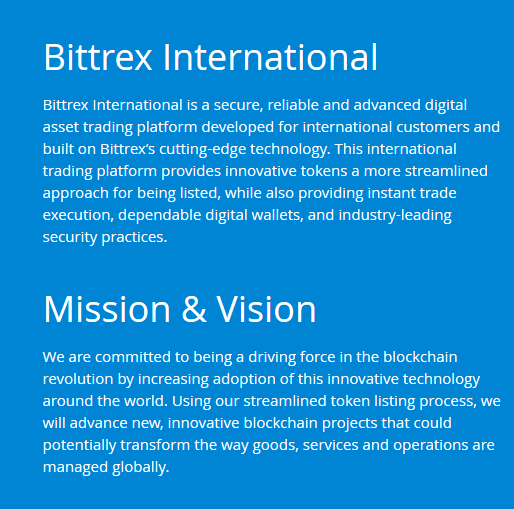 Bittrex International
Bittrex International is a secure, reliable and advanced digital
asset trading platform developed for international customers and
built on Bittrex’s cutting-edge technology. This international
trading platform provides innovative tokens a more streamlined
approach for being listed, while also providing instant trade
execution, dependable digital wallets, and industry-leading
security practices.
Mission & Vision
We are committed to being a driving force in the blockchain
revolution by increasing adoption of this innovative technology
around the world. Using our streamlined token listing process, we
will advance new, innovative blockchain projects that could
potentially transform the way goods, services and operations are
managed globally.